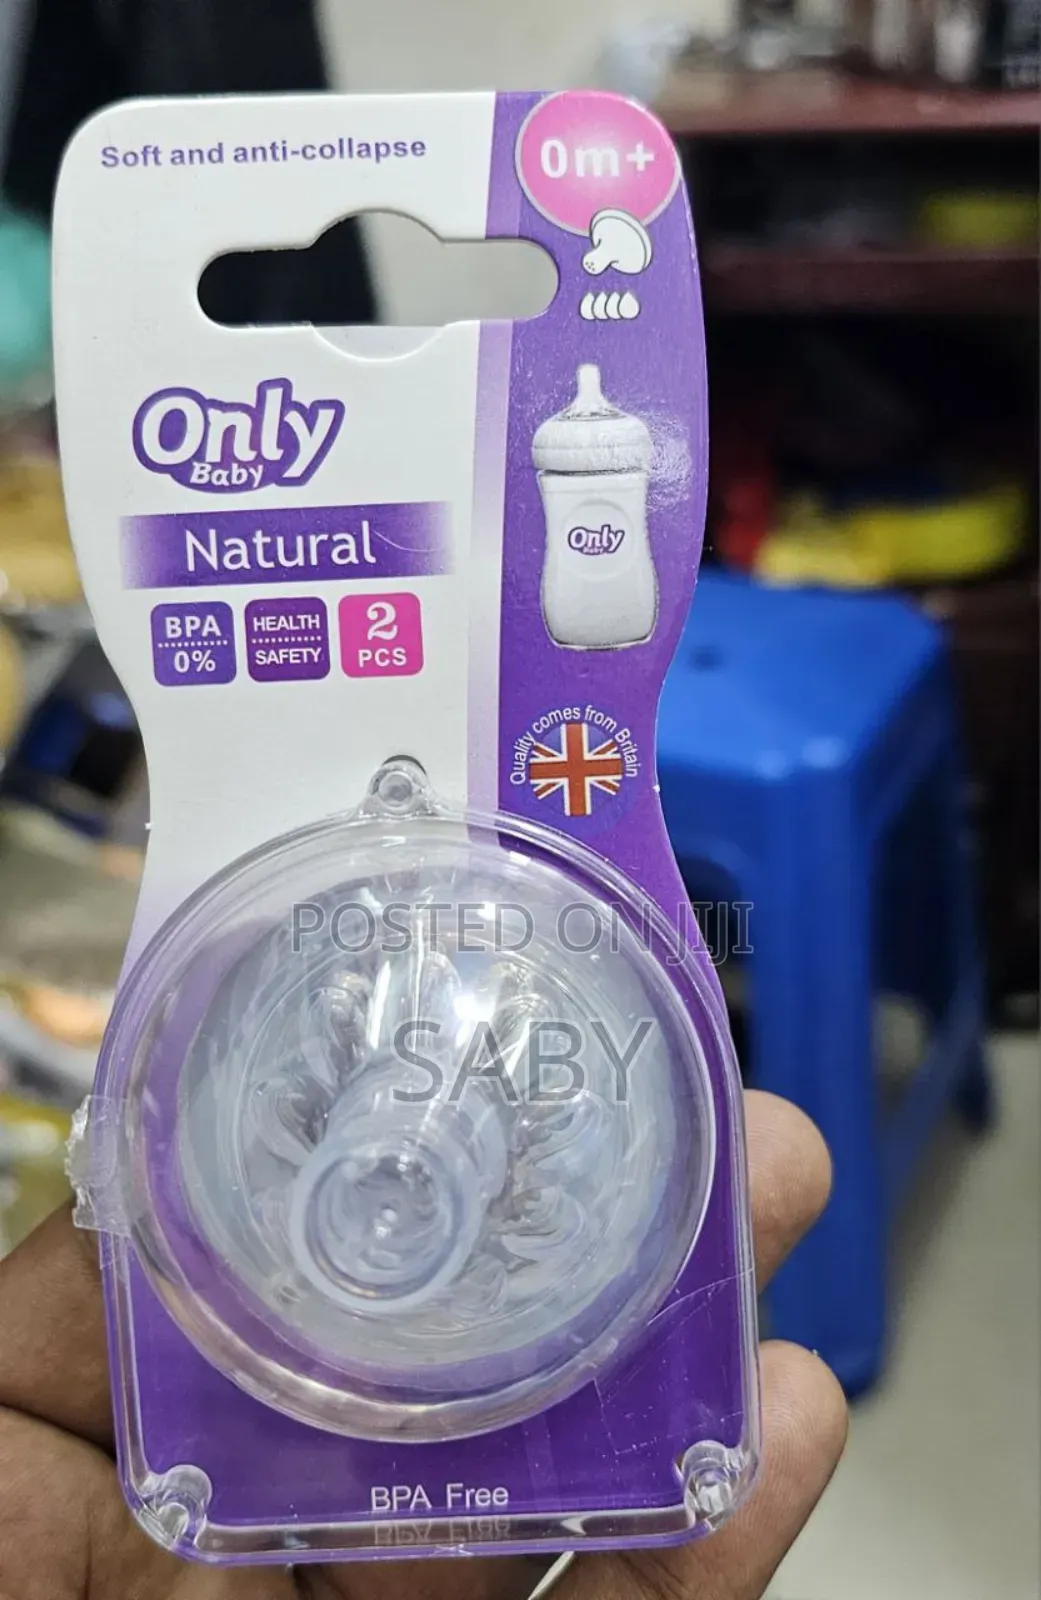 Soft and anti-collapse
0m+
Only
Baby
Natural
BPA
0%
HEALTH
SAFETY
2
PCS
Only
Baby
Quality comes from Britain
POSTED ON JIJI
SABY
BPA Free